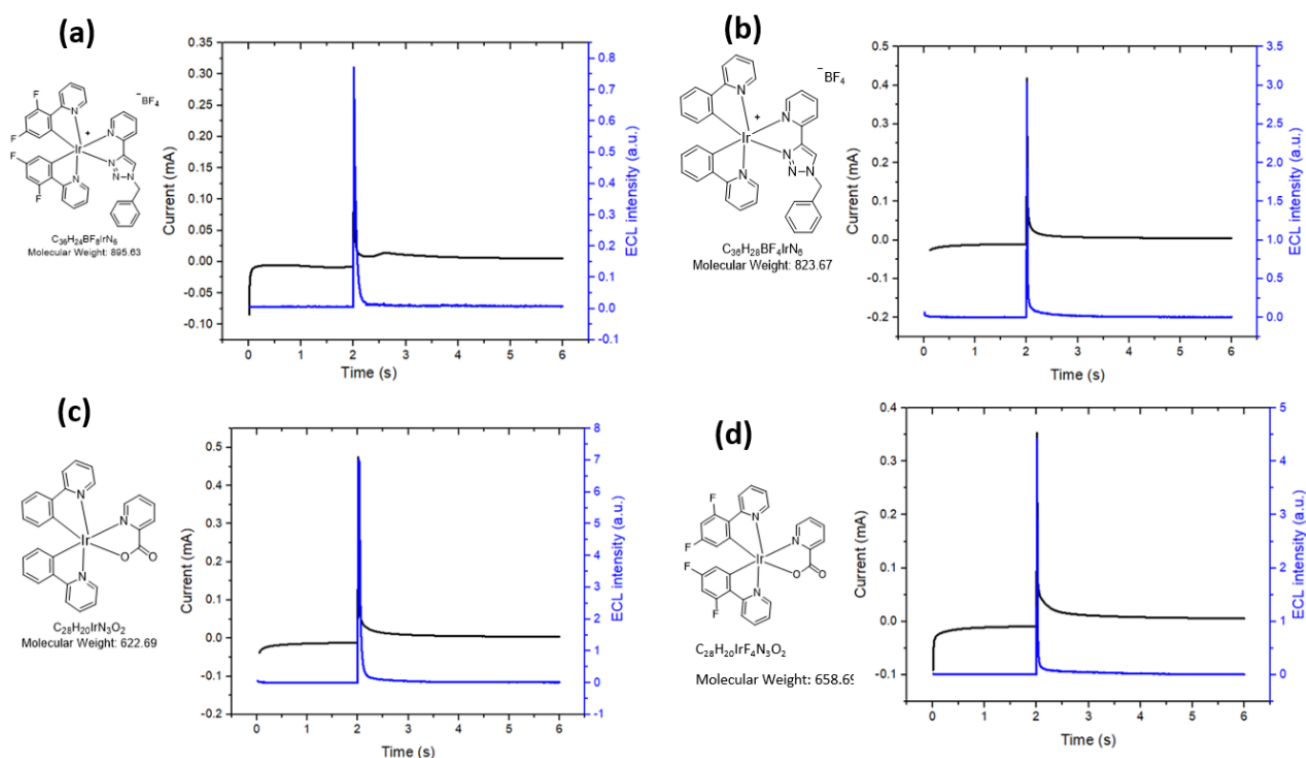 (a)
F
F
F
F
N
N
N
N
N
N
Ir
+
⁻BF₄
C₃₆H₂₄BF₈IrN₆
Molecular Weight: 895.63
Current (mA)
0.35
0.30
0.25
0.20
0.15
0.10
0.05
0.00
-0.05
-0.10
0 1 2 3 4 5 6
Time (s)
0.8
0.7
0.6
0.5
0.4
0.3
0.2
0.1
0.0
-0.1
ECL intensity (a.u.)
(b)
N
N
N
N
N
N
Ir
+
⁻BF₄
C₃₆H₂₈BF₄IrN₆
Molecular Weight: 823.67
Current (mA)
0.5
0.4
0.3
0.2
0.1
0.0
-0.1
-0.2
0 1 2 3 4 5 6
Time (s)
3.5
3.0
2.5
2.0
1.5
1.0
0.5
0.0
ECL intensity (a.u.)
(c)
N
N
N
Ir
O
O
C₂₈H₂₀IrN₃O₂
Molecular Weight: 622.69
Current (mA)
0.5
0.4
0.3
0.2
0.1
0.0
-0.1
-0.2
0 1 2 3 4 5 6
Time (s)
8
7
6
5
4
3
2
1
0
-1
ECL intensity (a.u.)
(d)
F
F
F
F
N
N
N
Ir
O
O
C₂₈H₂₀IrF₄N₃O₂
Molecular Weight: 658.69
Current (mA)
0.4
0.3
0.2
0.1
0.0
-0.1
0 1 2 3 4 5 6
Time (s)
5
4
3
2
1
0
ECL intensity (a.u.)